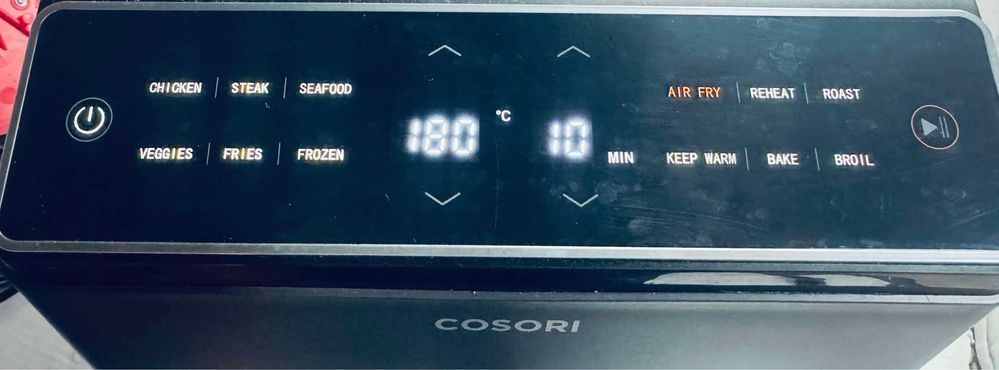 CHICKEN STEAK SEAFOOD 180 °C 10 AIR FRY REHEAT ROAST
VEGGIES FRIES FROZEN MIN KEEP WARM BAKE BROIL
COSORI